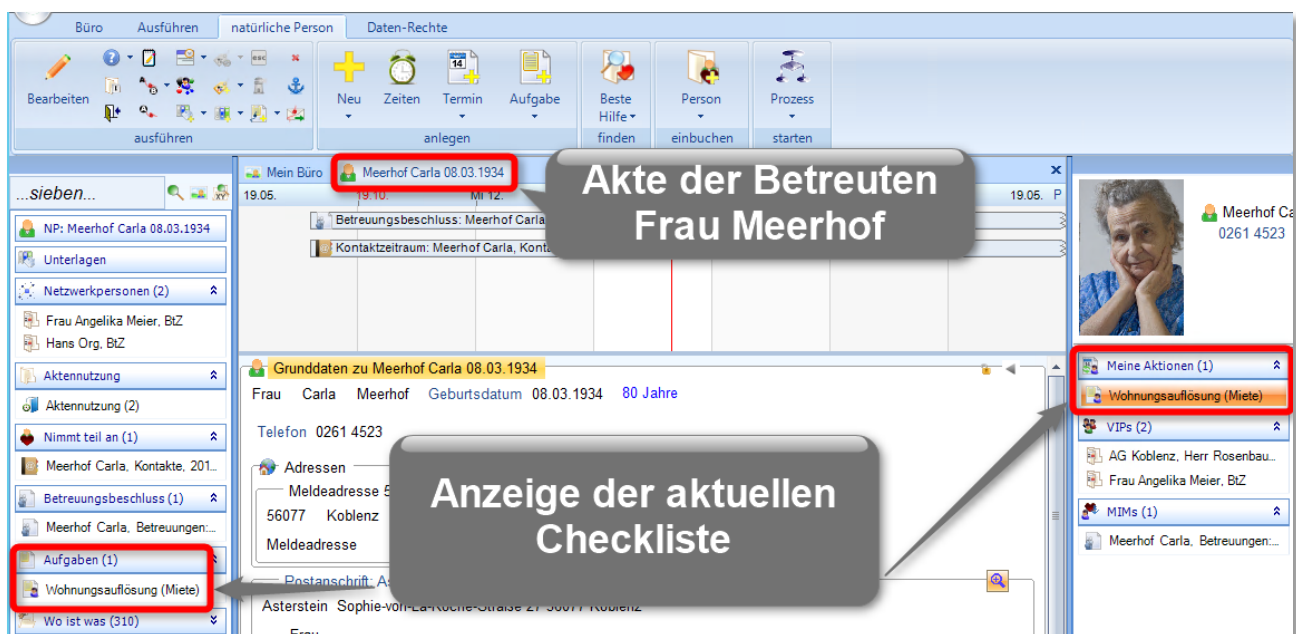 Büro Ausführen natürliche Person Daten-Rechte
Bearbeiten
Neu Zeiten Termin Aufgabe
Beste Hilfe
Person
Prozess
ausführen anlegen finden einbuchen starten
...sieben...
NP: Meerhof Carla 08.03.1934
Unterlagen
Netzwerkpersonen (2)
Frau Angelika Meier, BtZ
Hans Org, BtZ
Aktennutzung
Aktennutzung (2)
Nimmt teil an (1)
Meerhof Carla, Kontakte, 201...
Betreuungsbeschluss (1)
Meerhof Carla, Betreuungen:...
Aufgaben (1)
Wohnungsauflösung (Miete)
Wo ist was (310)
Mein Büro Meerhof Carla 08.03.1934 x
19.05. 19.10. Mi 12. 19.05. P
Betreuungsbeschluss: Meerhof Carla
Kontaktzeitraum: Meerhof Carla,
Akte der Betreuten
Frau Meerhof
Grunddaten zu Meerhof Carla 08.03.1934
Frau Carla Meerhof Geburtsdatum 08.03.1934 80 Jahre
Telefon 0261 4523
Adressen
Meldeadresse
56077 Koblenz
Meldeadresse
Postanschrift:
Asterstein Sophie-von-La-Roche-Straße 27 56077 Koblenz
Frau
Anzeige der aktuellen
Checkliste
Meerhof Ca
0261 4523
Meine Aktionen (1)
Wohnungsauflösung (Miete)
VIPs (2)
AG Koblenz, Herr Rosenbau...
Frau Angelika Meier, BtZ
MIMs (1)
Meerhof Carla, Betreuungen:...